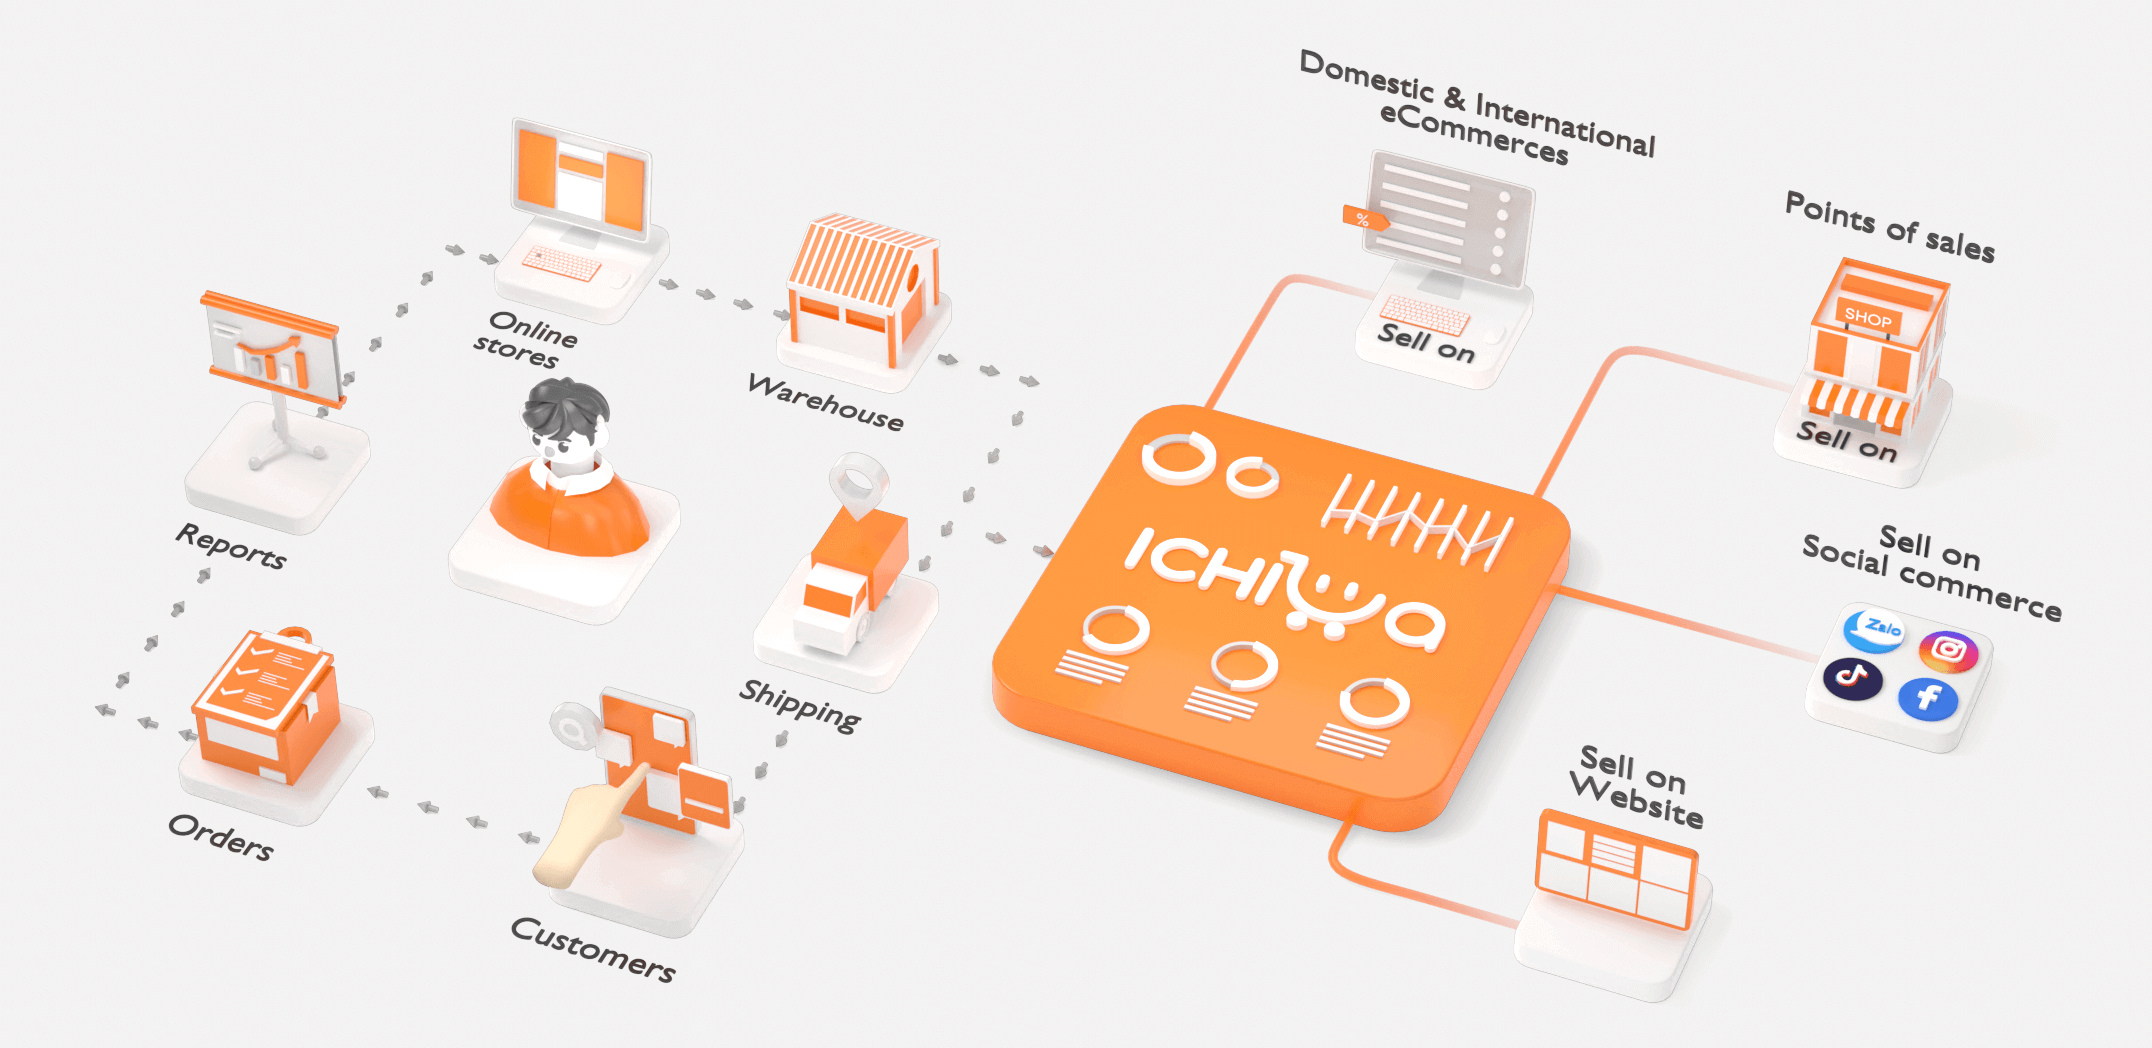 Domestic & International
eCommerces
%
Sell on
Points of sales
SHOP
Sell on
Online
stores
Warehouse
Reports
ICHIWa
Sell on
Social commerce
Zalo
Shipping
Orders
Customers
Sell on
Website